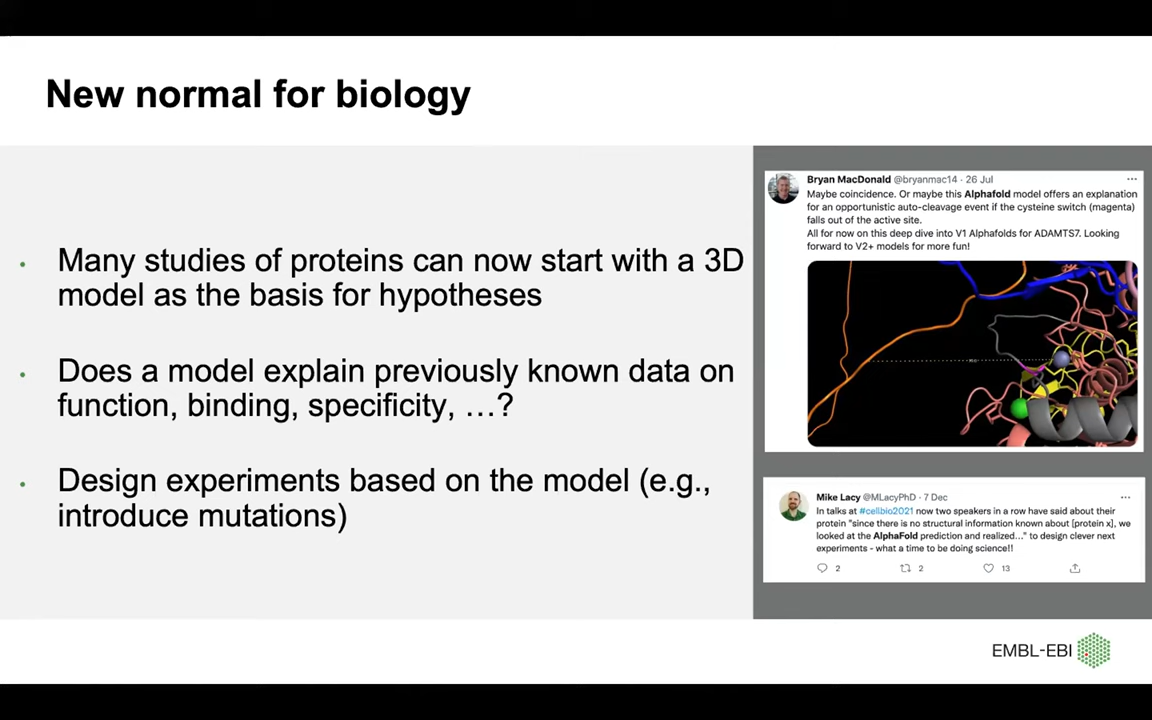 New normal for biology
• Many studies of proteins can now start with a 3D
model as the basis for hypotheses
• Does a model explain previously known data on
function, binding, specificity, …?
• Design experiments based on the model (e.g.,
introduce mutations)
Bryan MacDonald @bryanmac14 · 26 Jul
Maybe coincidence. Or maybe this Alphafold model offers an explanation
for an opportunistic auto-cleavage event if the cysteine switch (magenta)
falls out of the active site.
All for now on this deep dive into V1 Alphafolds for ADAMTS7. Looking
forward to V2+ models for more fun!
Mike Lacy @MLacyPhD · 7 Dec
In talks at #cellbio2021 now two speakers in a row have said about their
protein "since there is no structural information known about [protein x], we
looked at the AlphaFold prediction and realized..." to design clever next
experiments - what a time to be doing science!!
2 2 13
EMBL-EBI